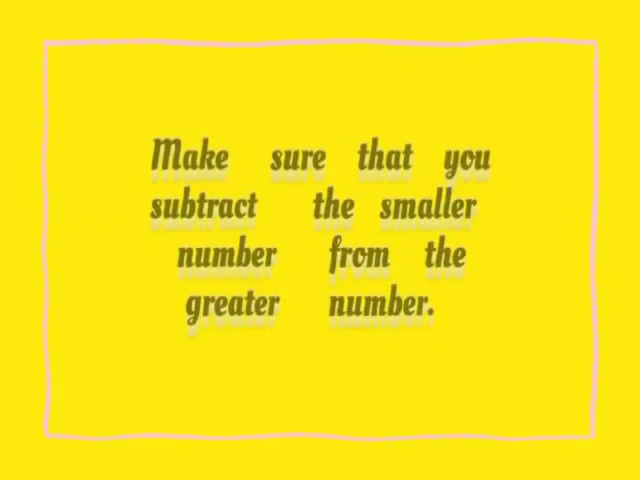 Make sure that you
subtract the smaller
number from the
greater number.